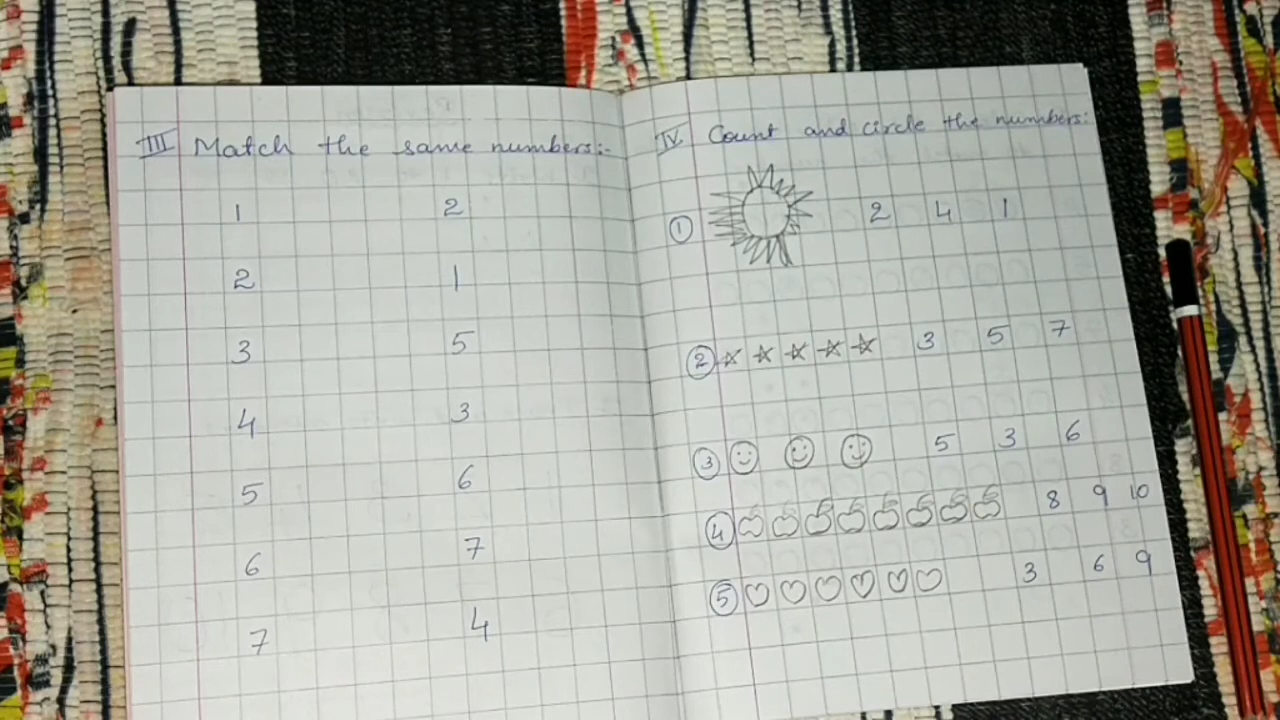 III Match the same numbers:-
1 2
2 1
3 5
4 3
5 6
6 7
7 4
IV Count and circle the numbers:
1 2 4 1
2 3 5 7
3 5 3 6
4 8 9 10
5 3 6 9